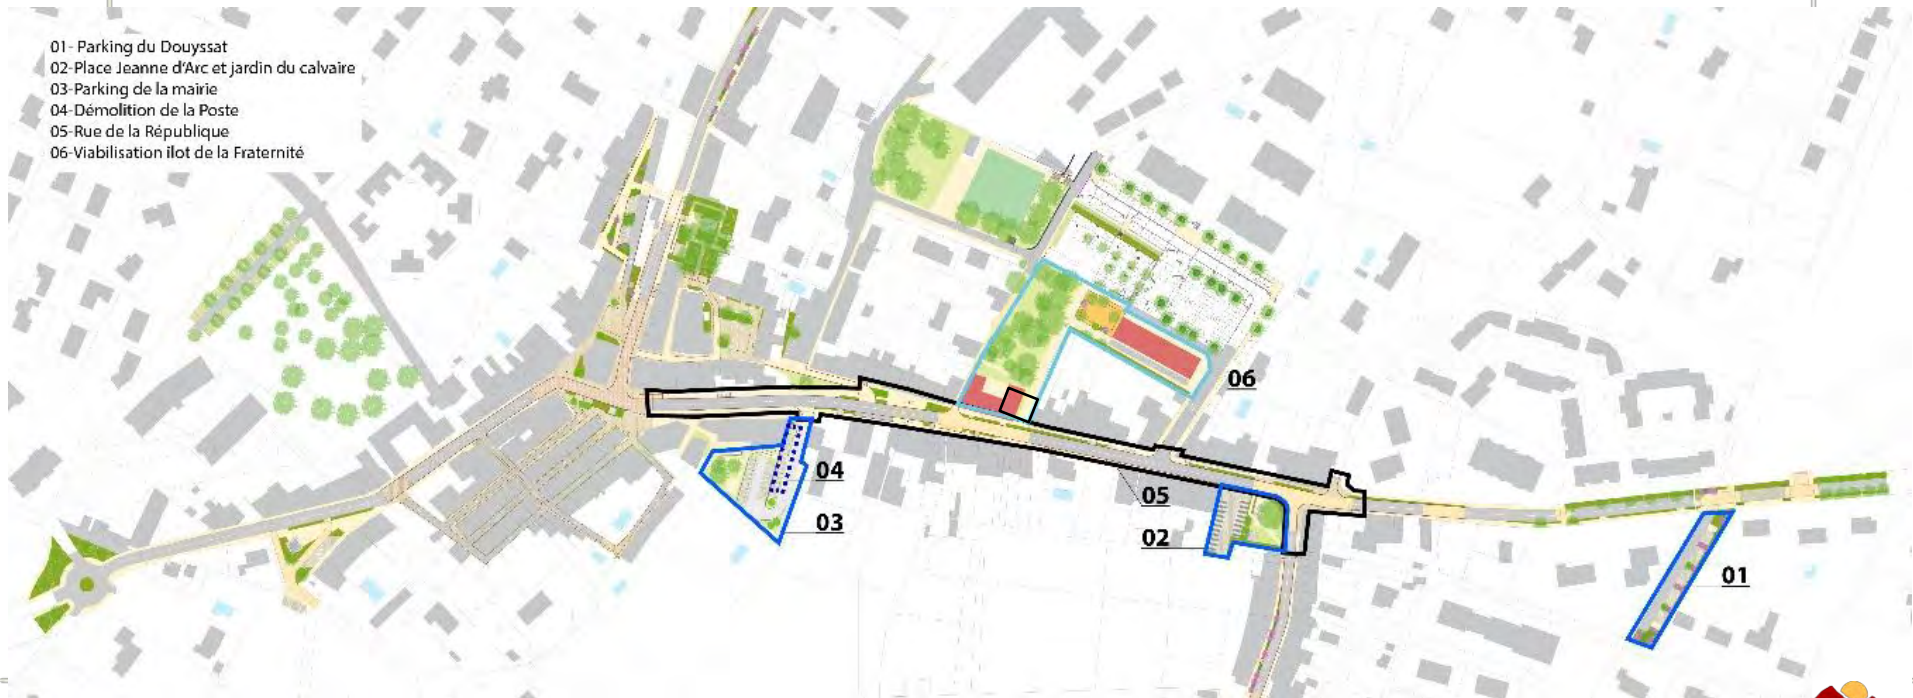 01- Parking du Douyssat
02-Place Jeanne d'Arc et jardin du calvaire
03-Parking de la mairie
04-Démolition de la Poste
05-Rue de la République
06-Viabilisation îlot de la Fraternité
06
04
05
03
02
01